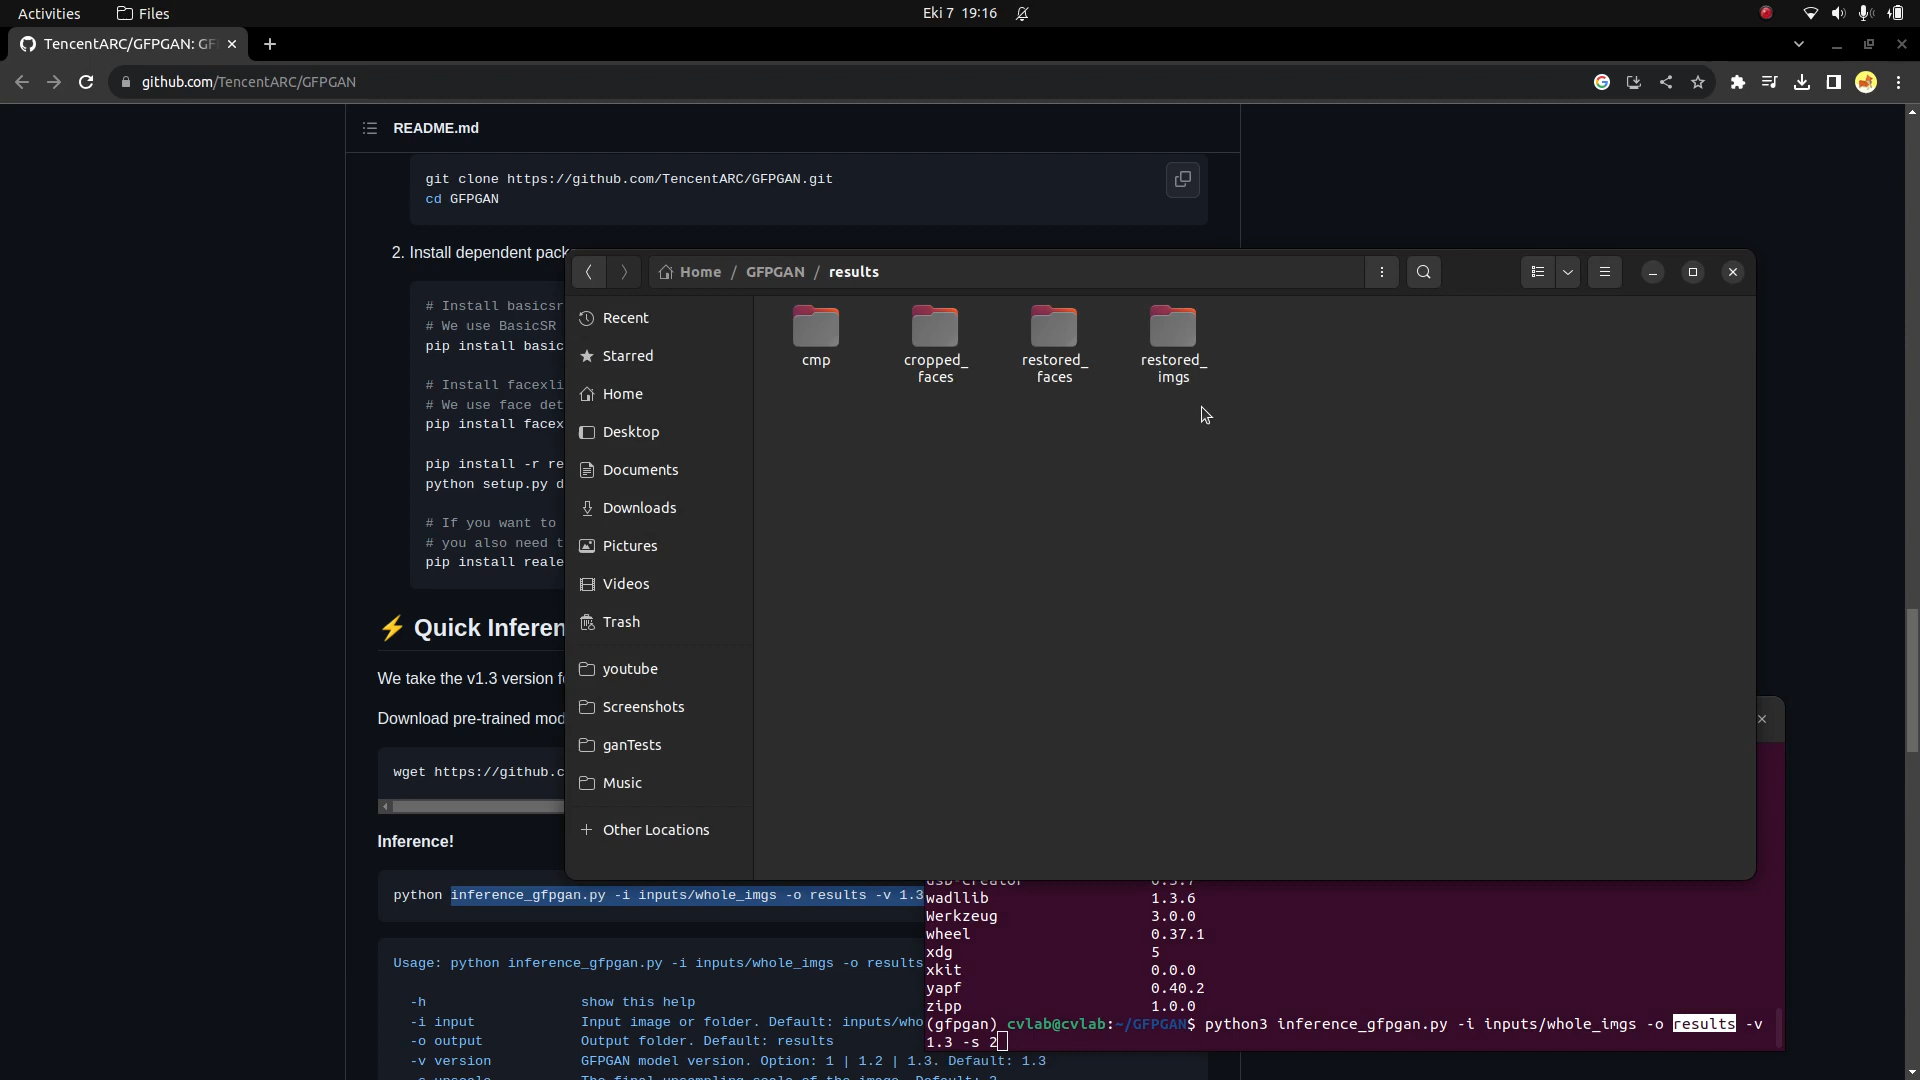 Activities
Files
Eki 7 19:16
TencentARC/GFPGAN: GF
github.com/TencentARC/GFPGAN
README.md
git clone https://github.com/TencentARC/GFPGAN.git
cd GFPGAN
2. Install dependent pack
# Install basicsr
# We use BasicSR
pip install basic
# Install facexli
# We use face det
pip install facex
pip install -r re
python setup.py d
# If you want to
# you also need t
pip install reale
⚡ Quick Inferen
We take the v1.3 version fo
Download pre-trained mod
wget https://github.c
Inference!
python inference_gfpgan.py -i inputs/whole_imgs -o results -v 1.3
Usage: python inference_gfpgan.py -i inputs/whole_imgs -o results
-h show this help
-i input Input image or folder. Default: inputs/who
-o output Output folder. Default: results
-v version GFPGAN model version. Option: 1 | 1.2 | 1.3. Default: 1.3
Home / GFPGAN / results
Recent
Starred
Home
Desktop
Documents
Downloads
Pictures
Videos
Trash
youtube
Screenshots
ganTests
Music
Other Locations
cmp
cropped_
faces
restored_
faces
restored_
imgs
wadllib 1.3.6
Werkzeug 3.0.0
wheel 0.37.1
xdg 5
xkit 0.0.0
yapf 0.40.2
zipp 1.0.0
(gfpgan) cvlab@cvlab:~/GFPGAN$ python3 inference_gfpgan.py -i inputs/whole_imgs -o results -v
1.3 -s 2